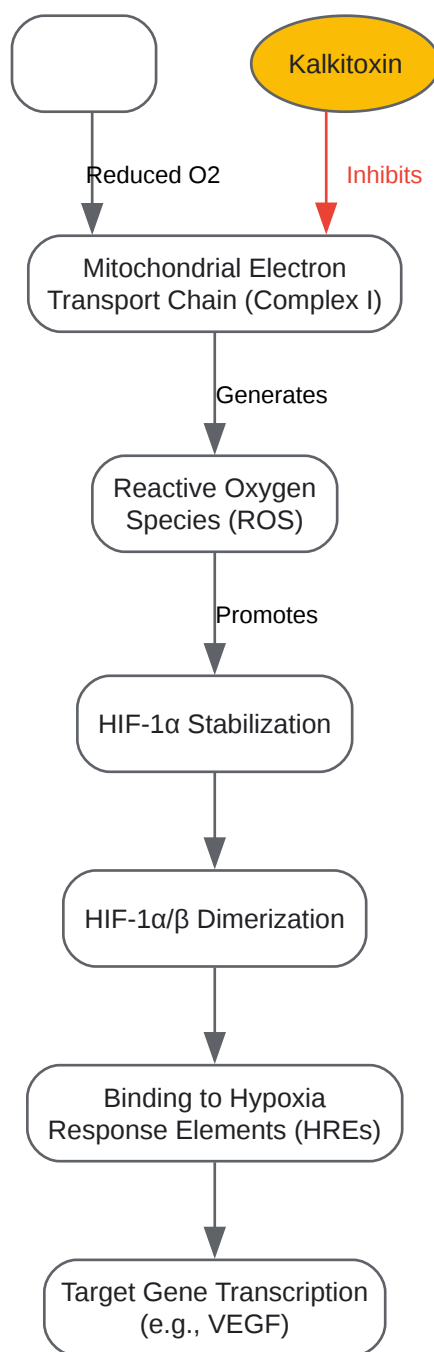 Kalkitoxin
Reduced O2
Inhibits
Mitochondrial Electron
Transport Chain (Complex I)
Generates
Reactive Oxygen
Species (ROS)
Promotes
HIF-1α Stabilization
HIF-1α/β Dimerization
Binding to Hypoxia
Response Elements (HREs)
Target Gene Transcription
(e.g., VEGF)